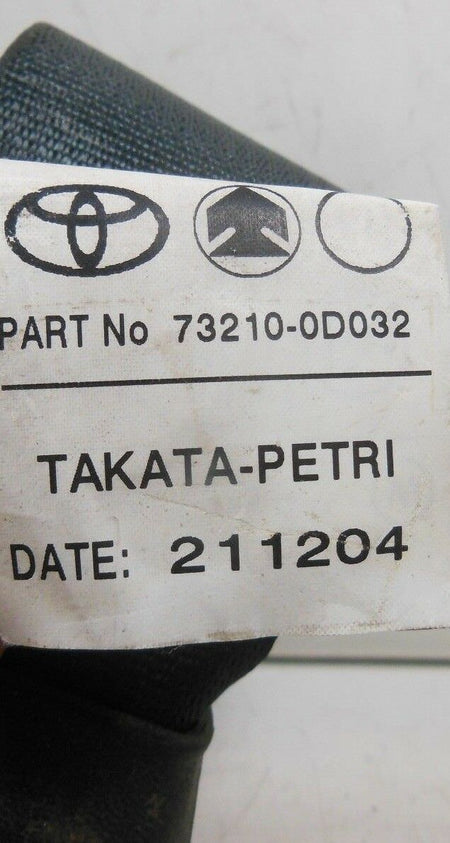 PART No 73210-0D032
TAKATA-PETRI
DATE: 211204